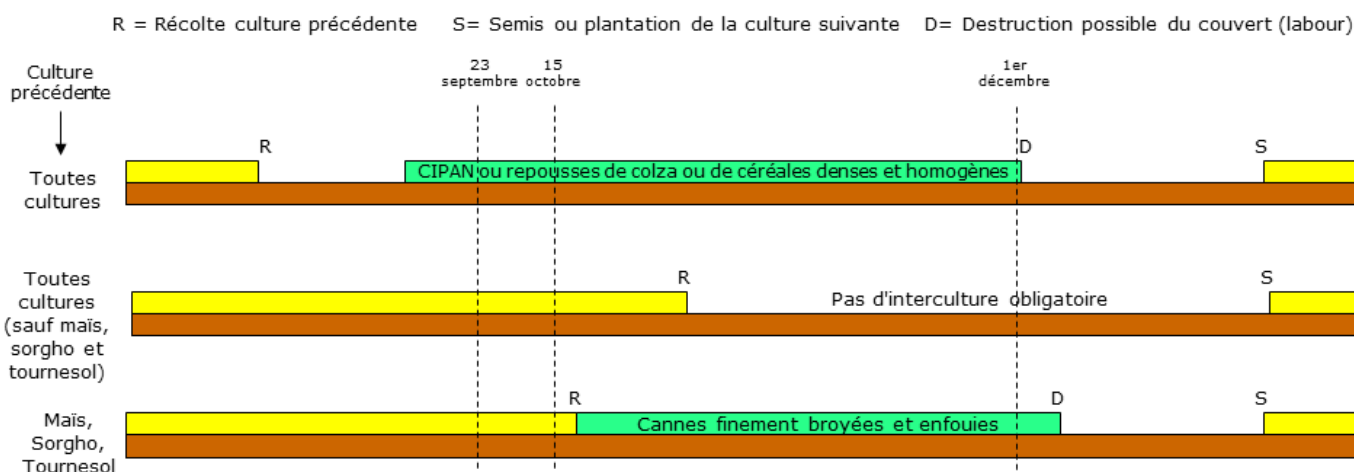 R = Récolte culture précédente S= Semis ou plantation de la culture suivante D= Destruction possible du couvert (labour)
Culture
précédente
23
septembre
15
octobre
1er
décembre
R
D
S
Toutes
cultures
CIPAN ou repousses de colza ou de céréales denses et homogènes
Toutes
cultures
(sauf maïs,
sorgho et
tournesol)
R
Pas d'interculture obligatoire
S
Maïs,
Sorgho,
Tournesol
R
Cannes finement broyées et enfouies
D
S